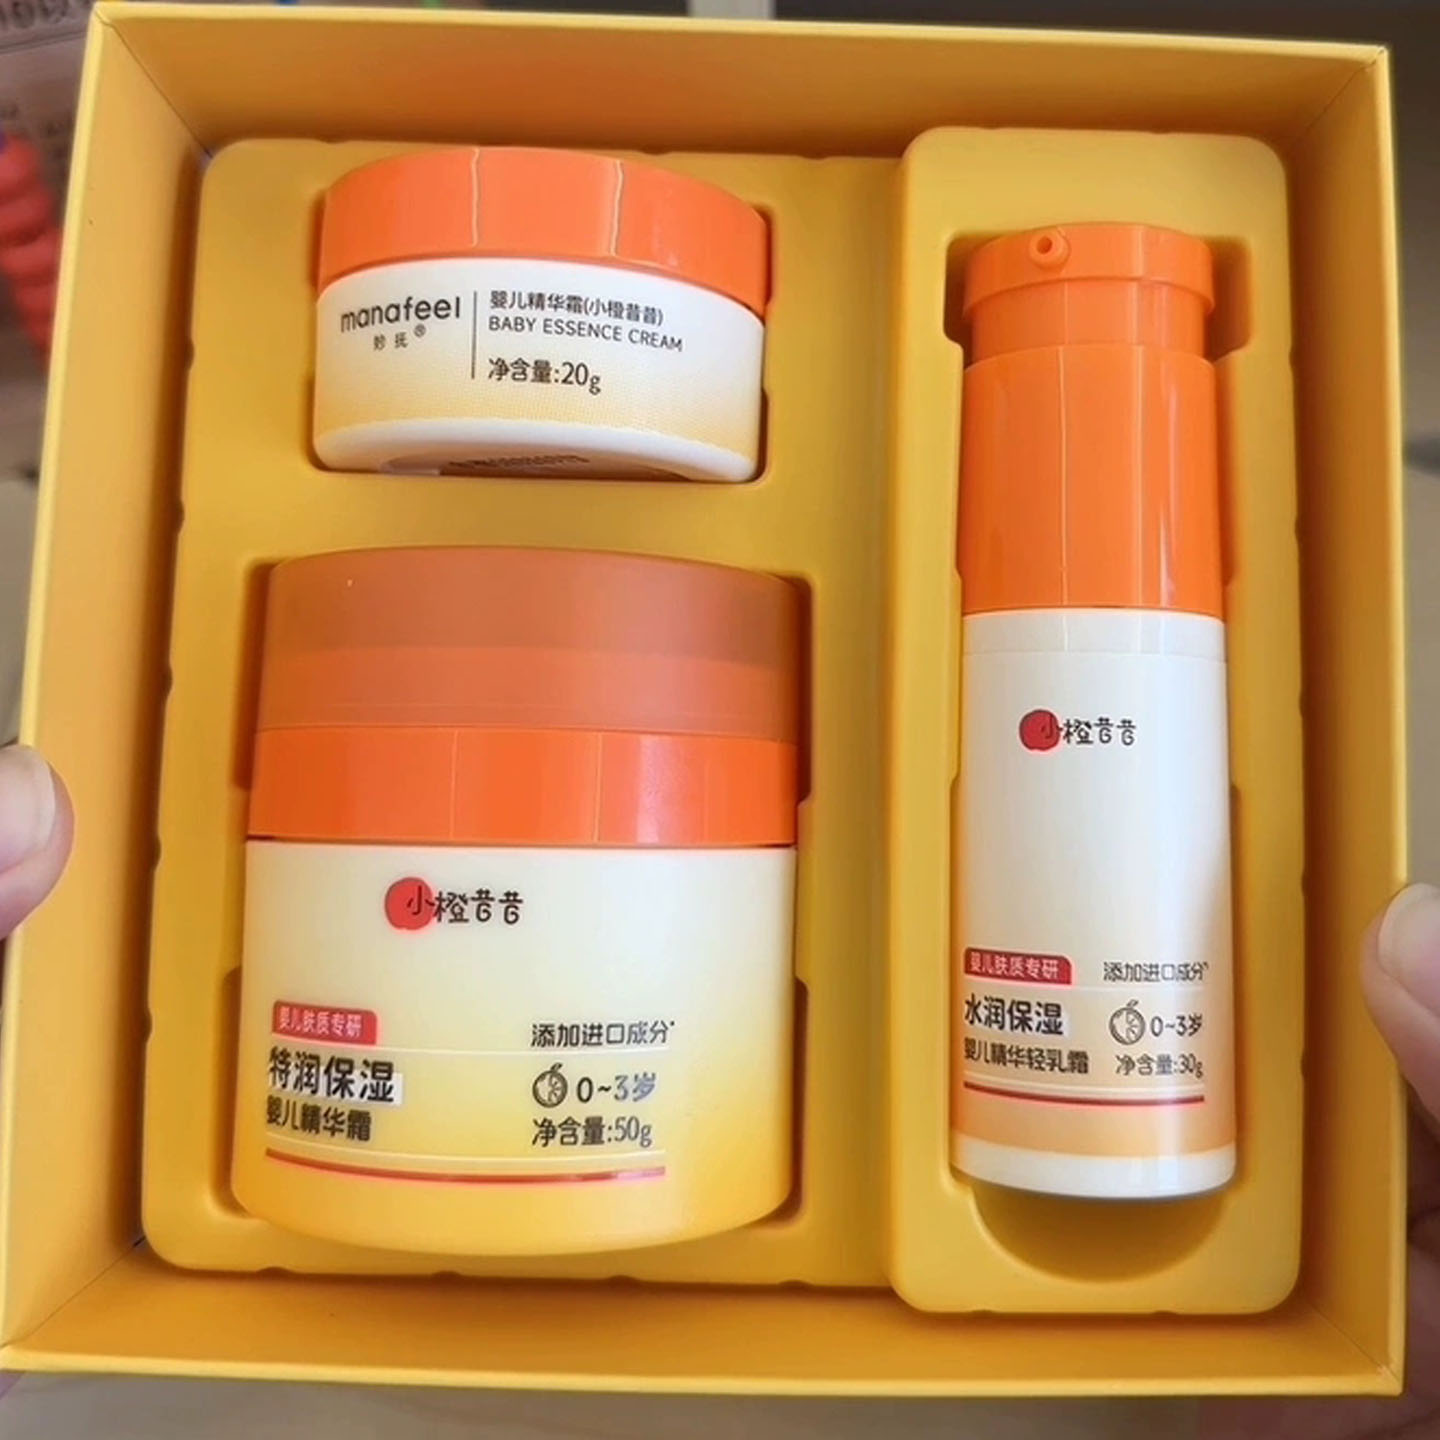 manafeel
妙抚®
婴儿精华霜(小橙昔昔)
BABY ESSENCE CREAM
净含量:20g
小橙昔昔
婴儿肤质专研
特润保湿
婴儿精华霜
添加进口成分*
0~3岁
净含量:50g
小橙昔昔
婴儿肤质专研
水润保湿
婴儿精华轻乳霜
添加进口成分*
0~3岁
净含量:30g